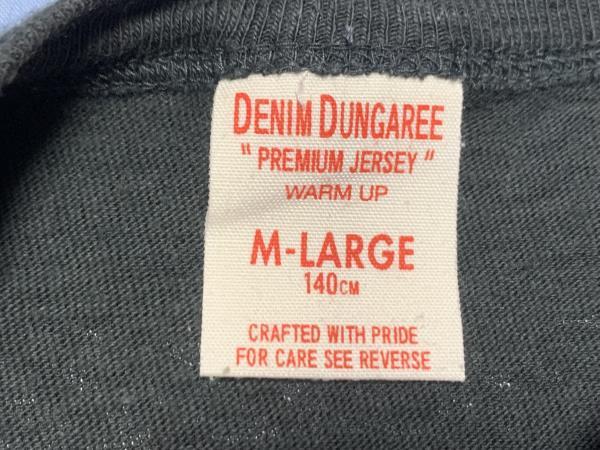 DENIM DUNGAREE
" PREMIUM JERSEY "
WARM UP
M-LARGE
140CM
CRAFTED WITH PRIDE
FOR CARE SEE REVERSE